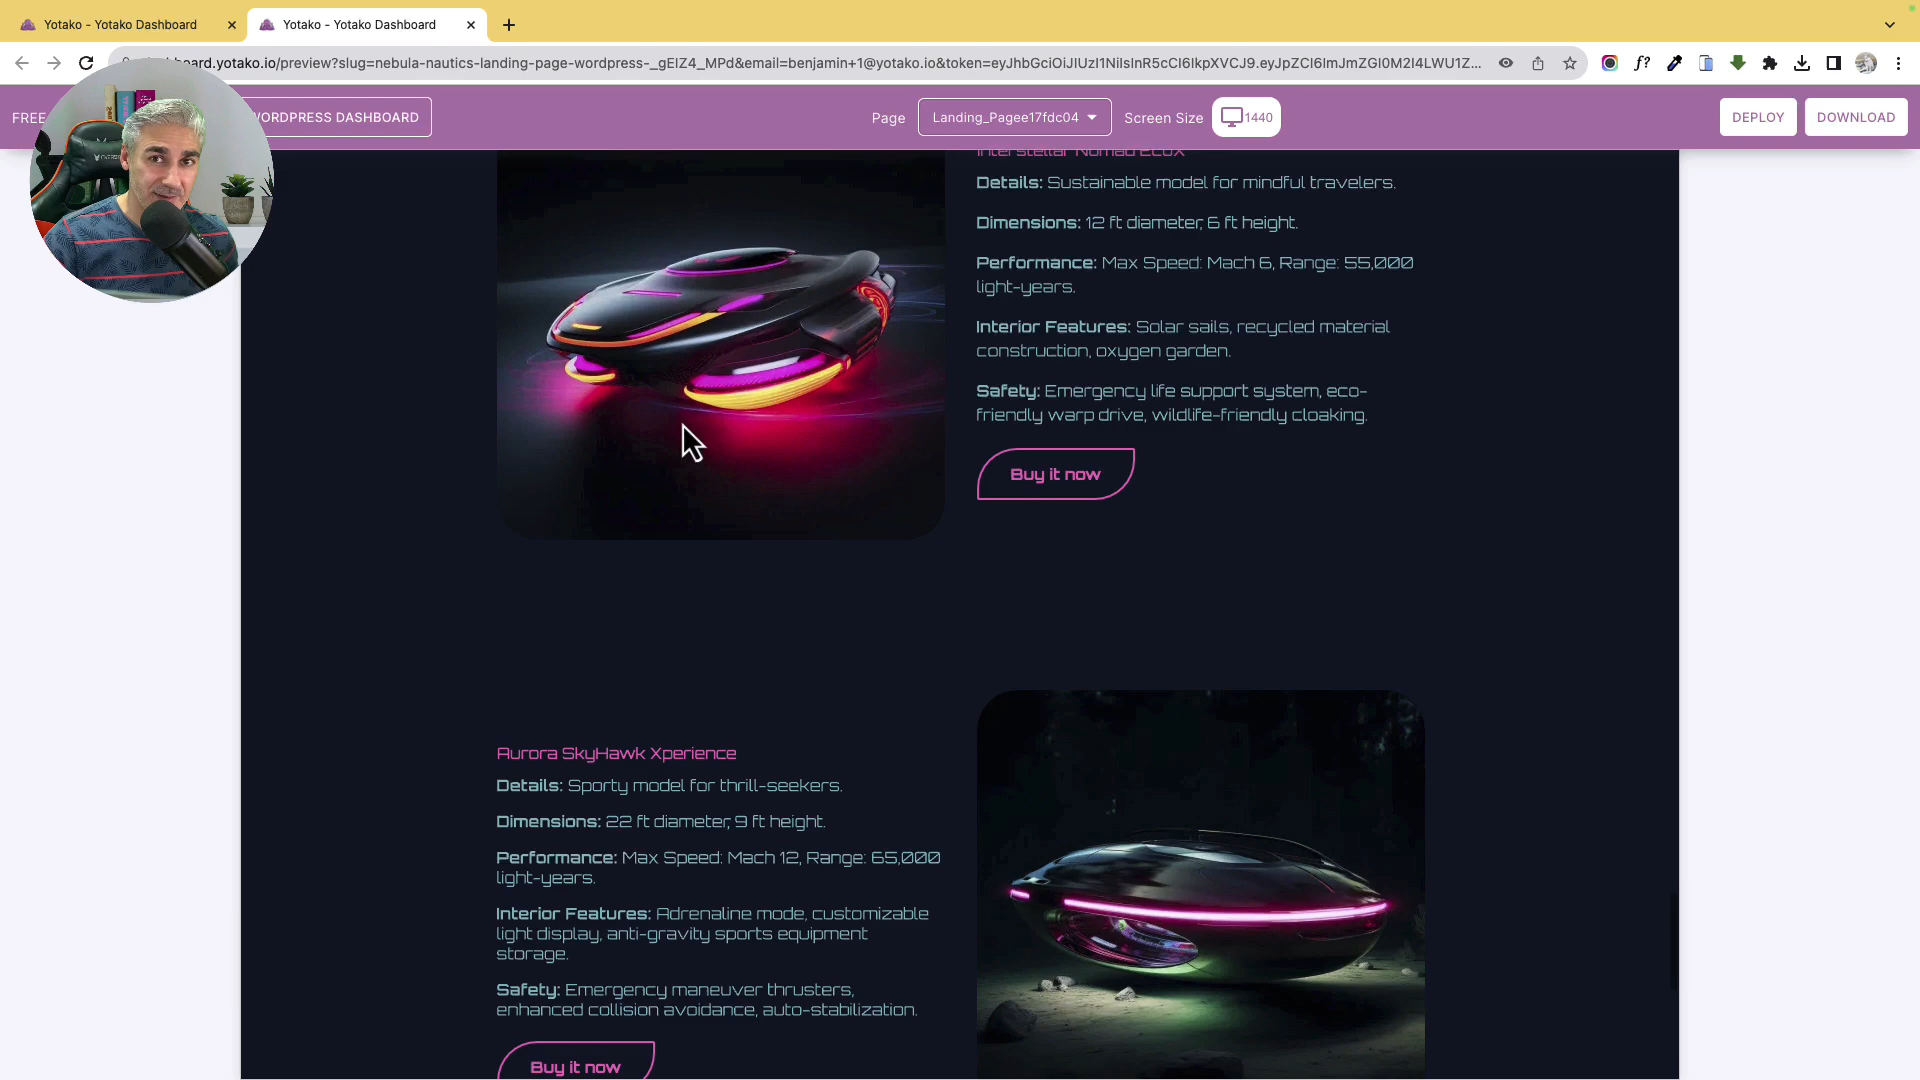 Yotako - Yotako Dashboard
Yotako - Yotako Dashboard
board.yotako.io/preview?slug=nebula-nautics-landing-page-wordpress-_gElZ4_MPd&email=benjamin+1@yotako.io&token=
FREE
WORDPRESS DASHBOARD
Page
Landing_Pagee17fdc04
Screen Size
1440
DEPLOY
DOWNLOAD
Interstellar Nomad EcoX
Details: Sustainable model for mindful travelers.
Dimensions: 12 ft diameter, 6 ft height.
Performance: Max Speed: Mach 6, Range: 55,000
light-years.
Interior Features: Solar sails, recycled material
construction, oxygen garden.
Safety: Emergency life support system, eco-
friendly warp drive, wildlife-friendly cloaking.
Buy it now
Aurora SkyHawk Xperience
Details: Sporty model for thrill-seekers.
Dimensions: 22 ft diameter, 9 ft height.
Performance: Max Speed: Mach 12, Range: 65,000
light-years.
Interior Features: Adrenaline mode, customizable
light display, anti-gravity sports equipment
storage.
Safety: Emergency maneuver thrusters,
enhanced collision avoidance, auto-stabilization.
Buy it now